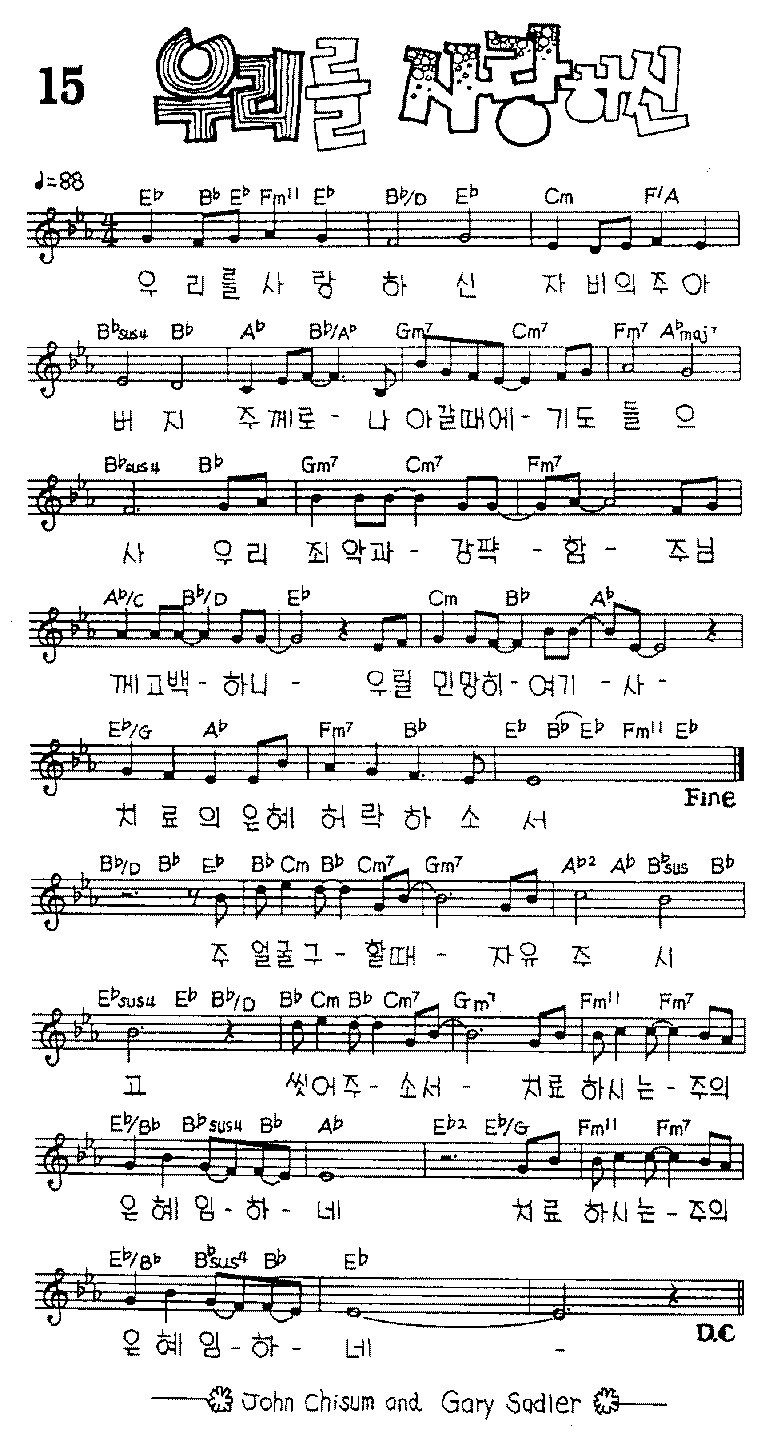 15 우리를 사랑하신
♩=88
E♭ B♭ E♭ Fm11 E♭ B♭/D E♭ Cm F/A
우 리 를 사 랑 하 신 자 비 의 주 아
B♭sus4 B♭ A♭ B♭/A♭ Gm7 Cm7 Fm7 A♭maj7
버 지 주 께 로 - 나 아 갈 때 에 - 기 도 들 으
B♭sus4 B♭ Gm7 Cm7 Fm7
사 우 리 죄 악 과 - 강 퍅 - 함 - 주 님
A♭/C B♭/D E♭ Cm B♭ A♭
께 고 백 - 하 니 - 우 릴 민 망 히 - 여 기 - 사 -
E♭/G A♭ Fm7 B♭ E♭ B♭ E♭ Fm11 E♭
Fine
치 료 의 은 혜 허 락 하 소 서
B♭/D B♭ E♭ B♭ Cm B♭ Cm7 Gm7 A♭2 A♭ B♭sus B♭
주 얼 굴 구 - 할 때 - 자 유 주 시
E♭sus4 E♭ B♭/D B♭ Cm B♭ Cm7 Gm7 Fm11 Fm7
고 씻 어 주 - 소 서 - 치 료 하 시 는 - 주 의
E♭/B♭ B♭sus4 B♭ A♭ E♭2 E♭/G Fm11 Fm7
은 혜 임 - 하 - 네 치 료 하 시 는 - 주 의
E♭/B♭ B♭sus4 B♭ E♭
D.C
은 혜 임 - 하 - 네 -
John Chisum and Gary Sadler